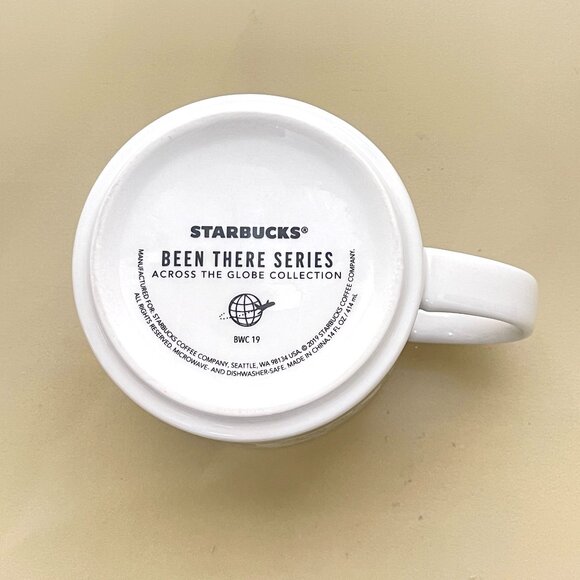 STARBUCKS®
BEEN THERE SERIES
ACROSS THE GLOBE COLLECTION
BWC 19
MANUFACTURED FOR: STARBUCKS COFFEE COMPANY, SEATTLE, WA 98134 USA. © 2019 STARBUCKS COFFEE COMPANY.
ALL RIGHTS RESERVED. MICROWAVE- AND DISHWASHER-SAFE. MADE IN CHINA. 14 FL OZ / 414 mL